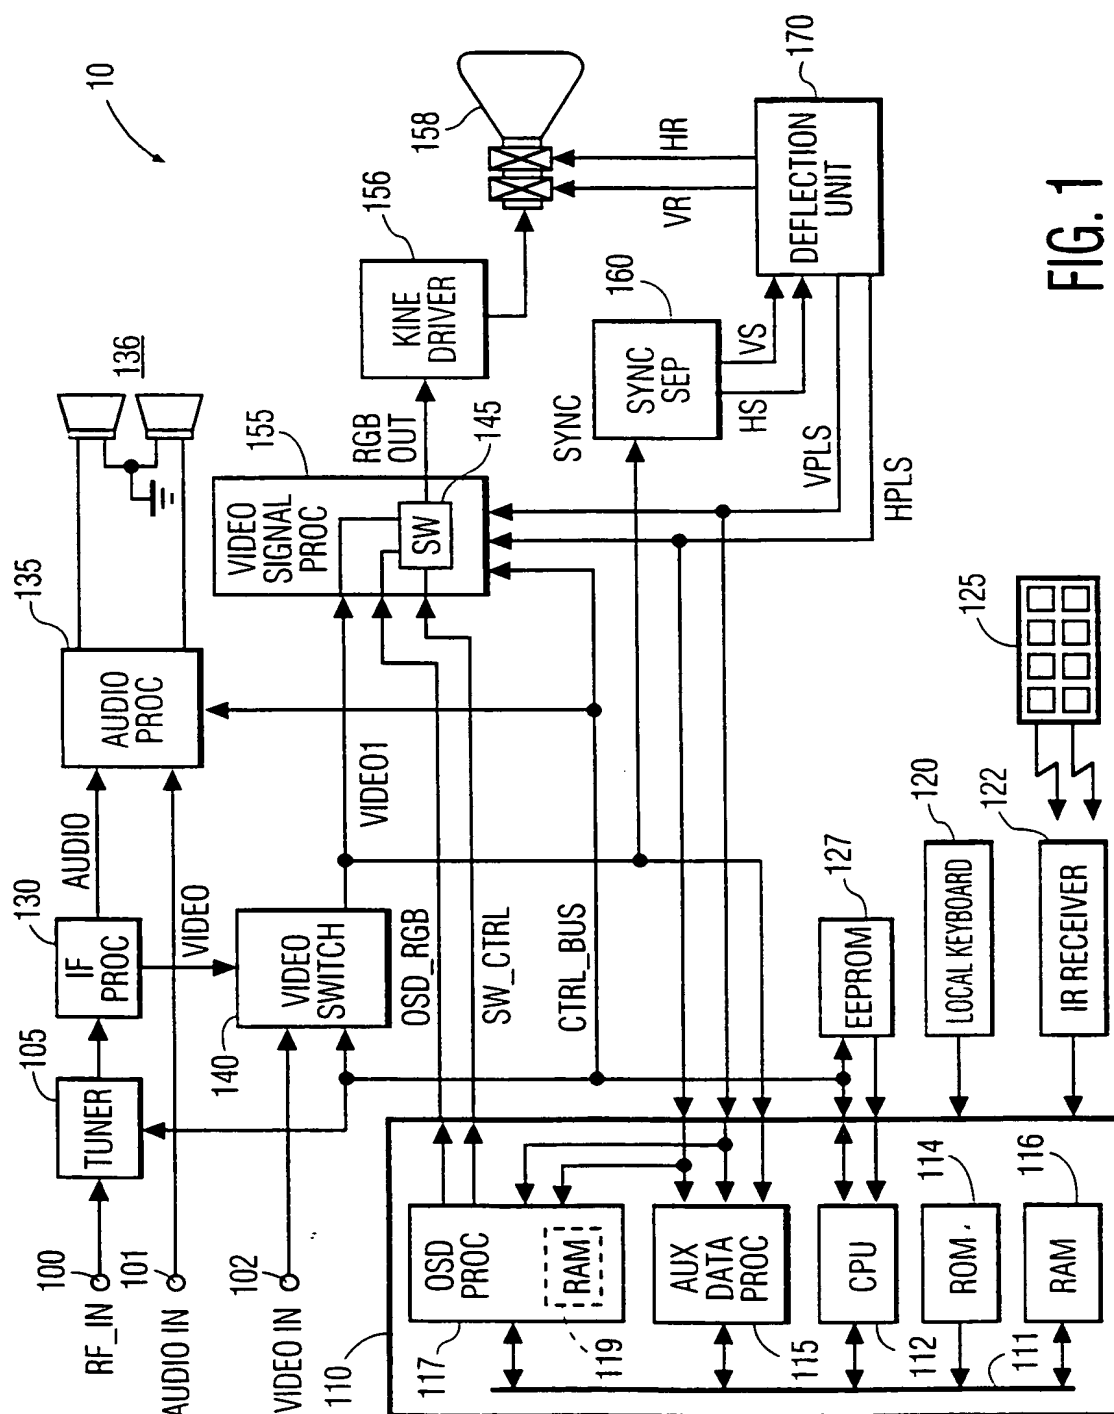 10
RF_IN
100
AUDIO IN
101
VIDEO IN
102
TUNER
105
IF
PROC
130
AUDIO
VIDEO
AUDIO
PROC
135
136
VIDEO
SWITCH
140
VIDEO1
OSD_RGB
SW_CTRL
CTRL_BUS
VIDEO
SIGNAL
PROC
155
SW
145
RGB
OUT
KINE
DRIVER
156
158
SYNC
SYNC
SEP
160
VS
HS
VR
HR
DEFLECTION
UNIT
170
VPLS
HPLS
110
OSD
PROC
117
RAM
119
AUX
DATA
PROC
115
CPU
112
ROM
114
RAM
116
111
EEPROM
127
LOCAL KEYBOARD
120
IR RECEIVER
122
125
FIG. 1